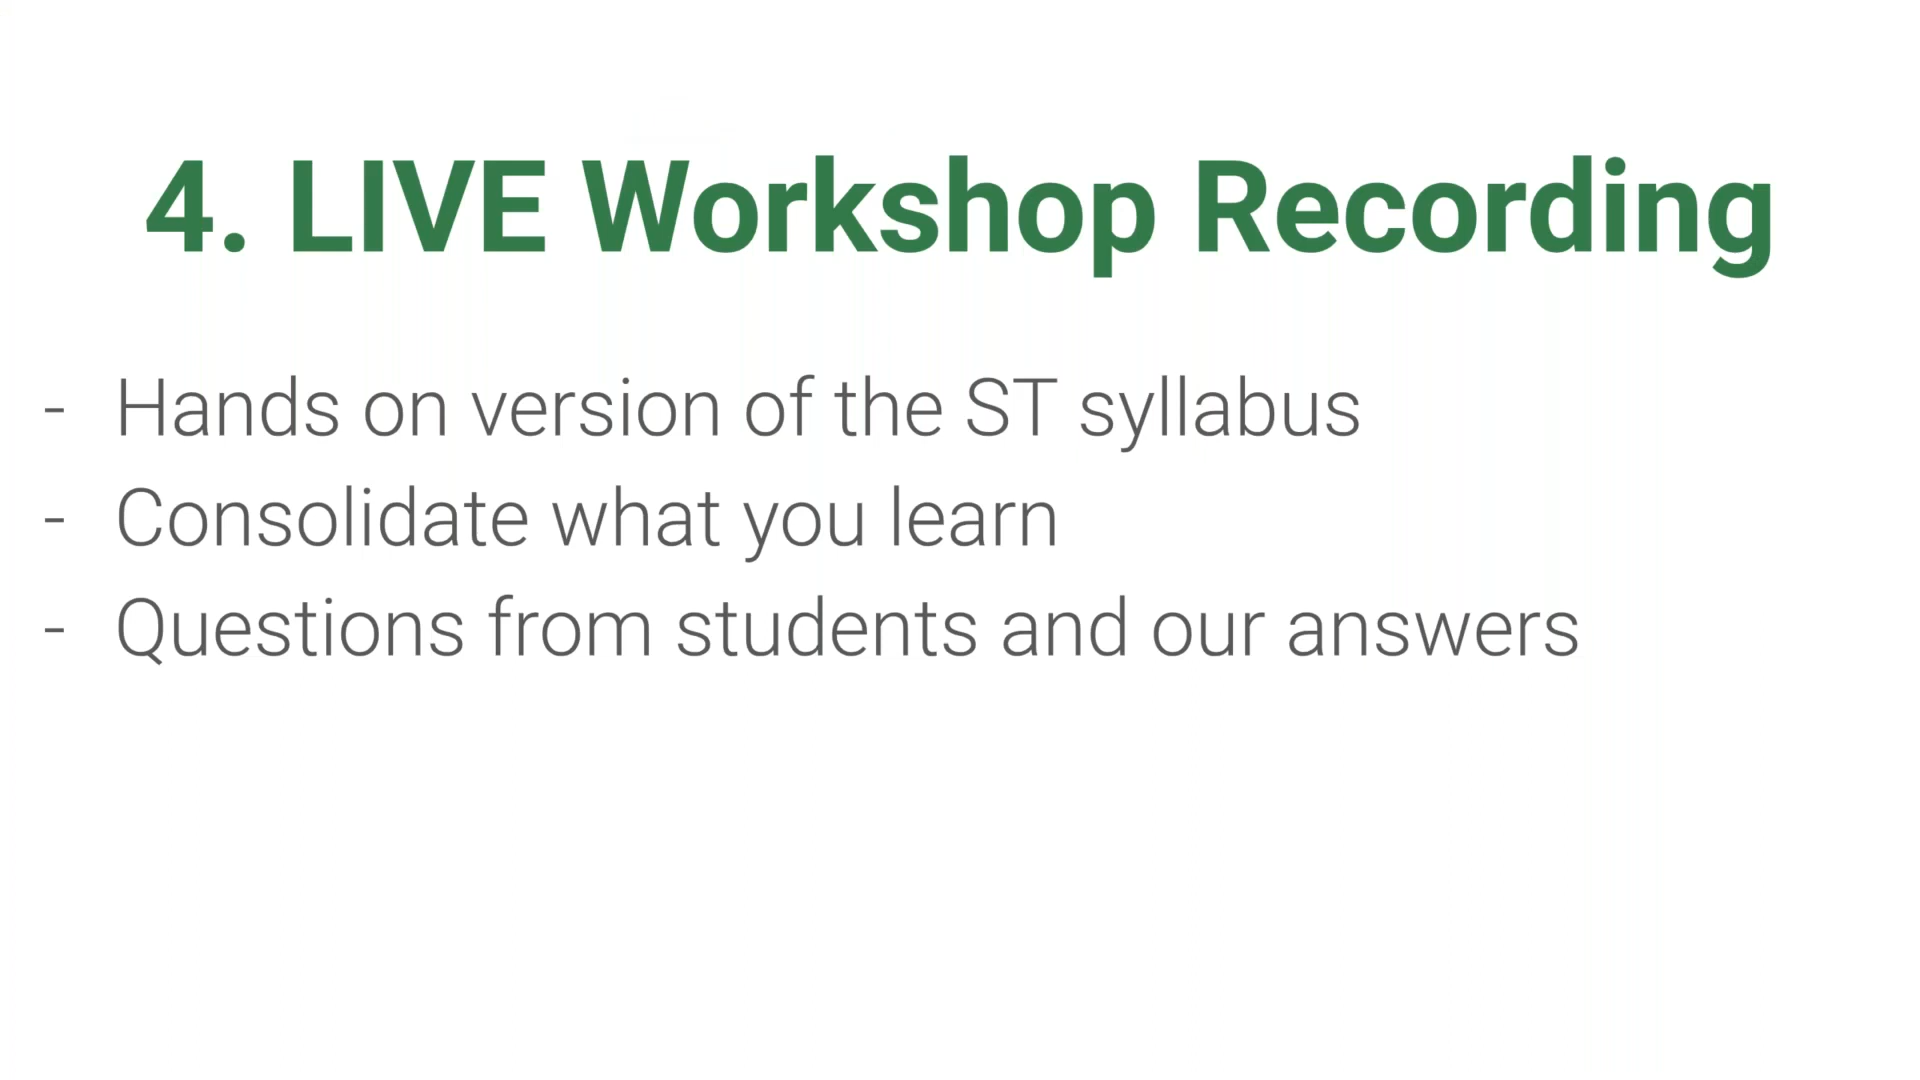 4. LIVE Workshop Recording
- Hands on version of the ST syllabus
- Consolidate what you learn
- Questions from students and our answers